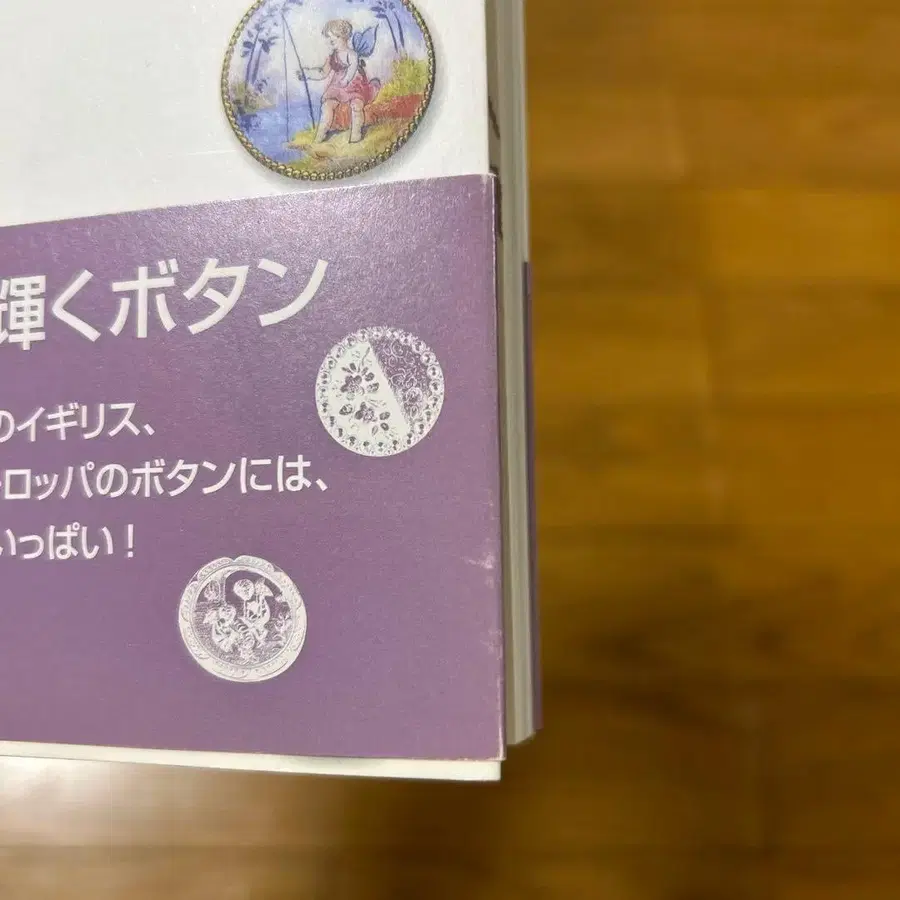 輝くボタン
のイギリス、
ーロッパのボタンには、
いっぱい！